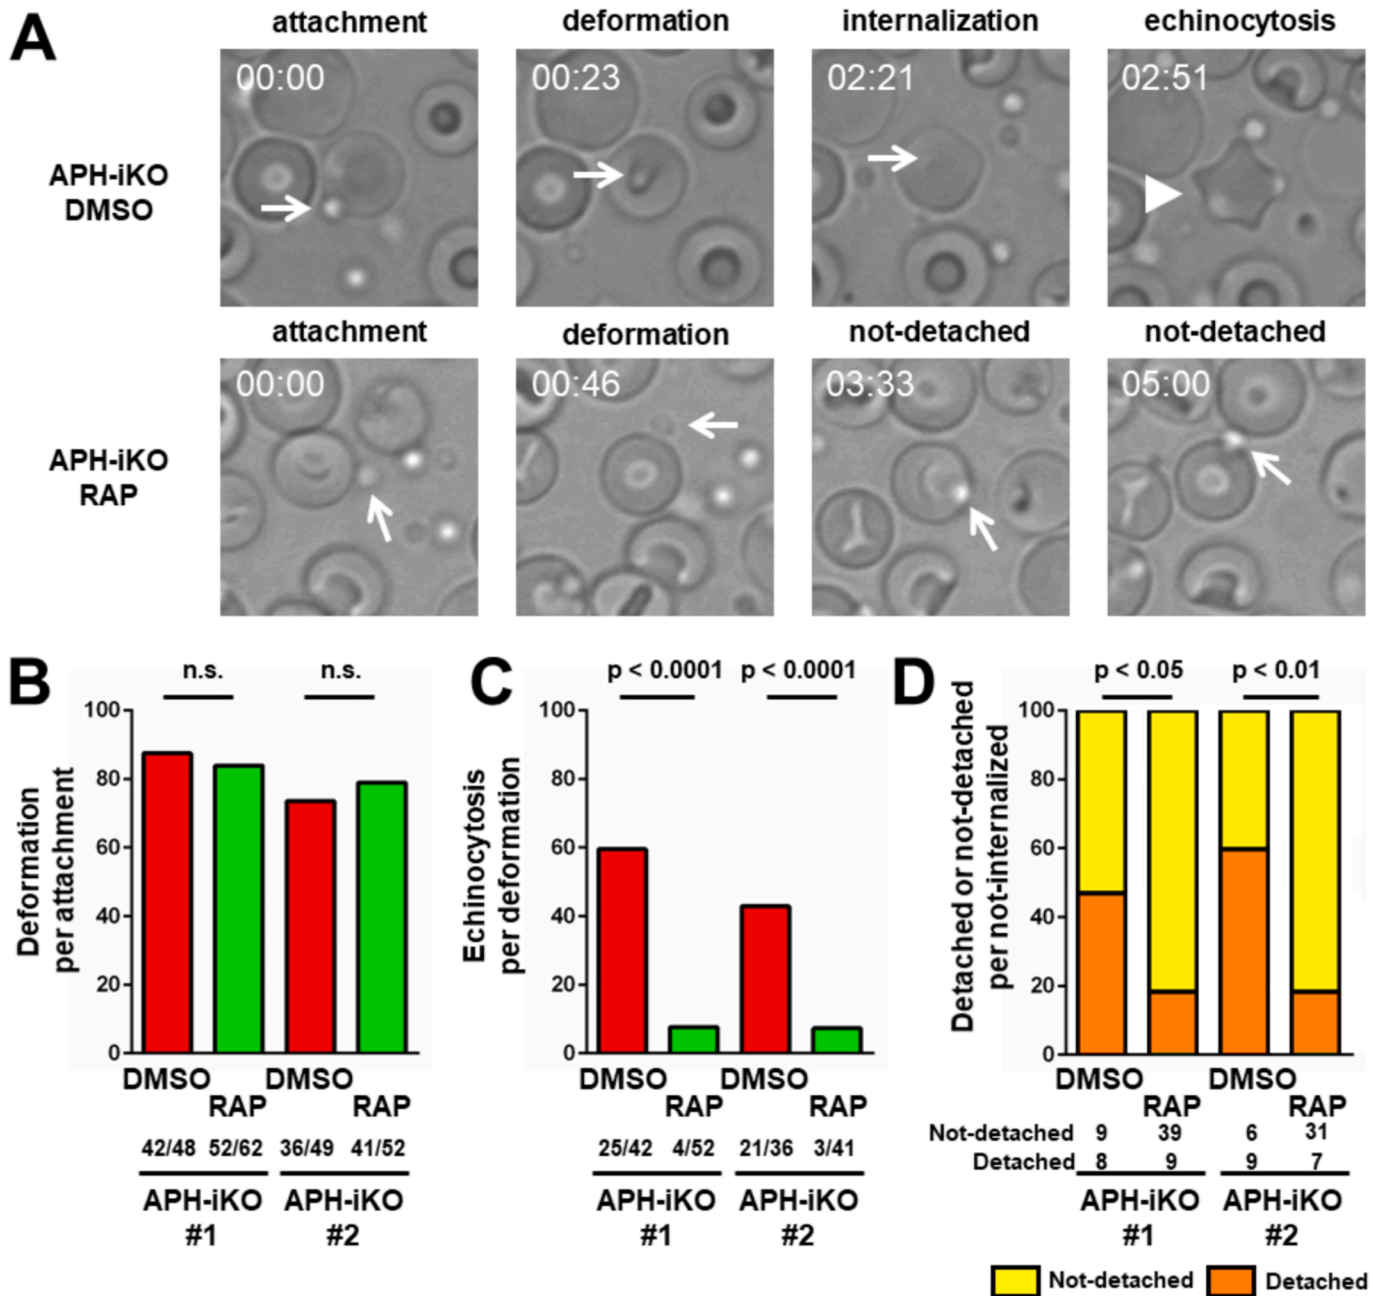 A
attachment deformation internalization echinocytosis
00:00 00:23 02:21 02:51
APH-iKO
DMSO
attachment deformation not-detached not-detached
00:00 00:46 03:33 05:00
APH-iKO
RAP
B
n.s. n.s.
Deformation
per attachment
100
80
60
40
20
0
DMSO DMSO
RAP RAP
42/48 52/62 36/49 41/52
APH-iKO APH-iKO
#1 #2
C
p < 0.0001 p < 0.0001
Echinocytosis
per deformation
100
80
60
40
20
0
DMSO DMSO
RAP RAP
25/42 4/52 21/36 3/41
APH-iKO APH-iKO
#1 #2
D
p < 0.05 p < 0.01
Detached or not-detached
per not-internalized
100
80
60
40
20
0
DMSO DMSO
RAP RAP
Not-detached 9 39 6 31
Detached 8 9 9 7
APH-iKO APH-iKO
#1 #2
Not-detached Detached